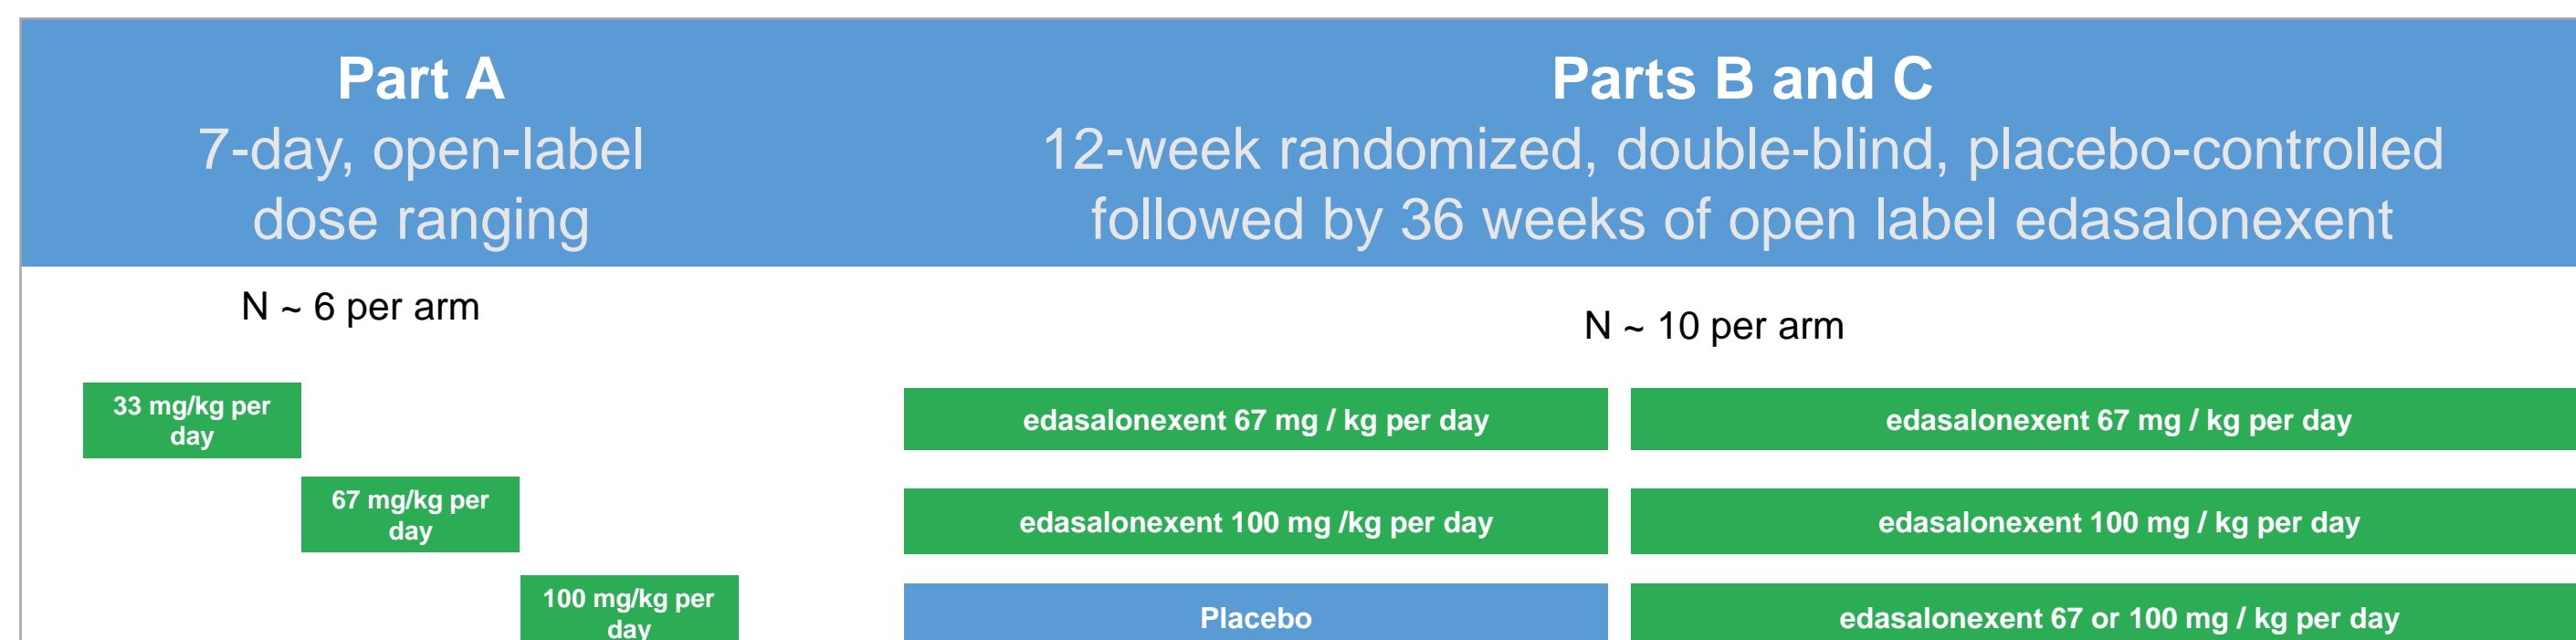 Part A
7-day, open-label
dose ranging
Parts B and C
12-week randomized, double-blind, placebo-controlled
followed by 36 weeks of open label edasalonexent
N ~ 6 per arm
N ~ 10 per arm
33 mg/kg per
day
67 mg/kg per
day
100 mg/kg per
day
edasalonexent 67 mg / kg per day
edasalonexent 67 mg / kg per day
edasalonexent 100 mg /kg per day
edasalonexent 100 mg / kg per day
Placebo
edasalonexent 67 or 100 mg / kg per day